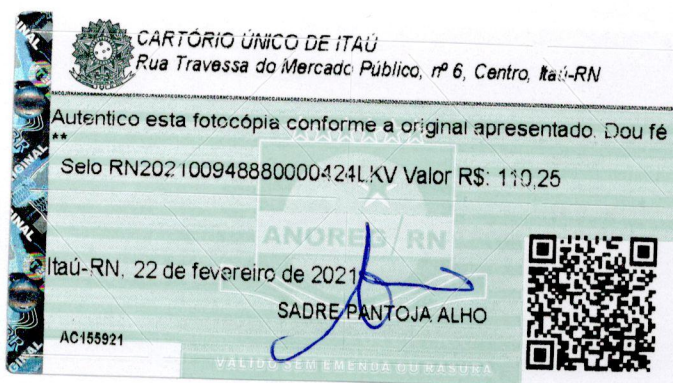 CARTÓRIO ÚNICO DE ITAÚ
Rua Travessa do Mercado Público, nº 6, Centro, Itaú-RN
Autentico esta fotocópia conforme a original apresentado. Dou fé
**
Selo RN202100948880000424LKV Valor R$: 110,25
ANOREG/RN
Itaú-RN, 22 de fevereiro de 2021
SADRE PANTOJA ALHO
AC155921
VÁLIDO SEM EMENDA OU RASURA